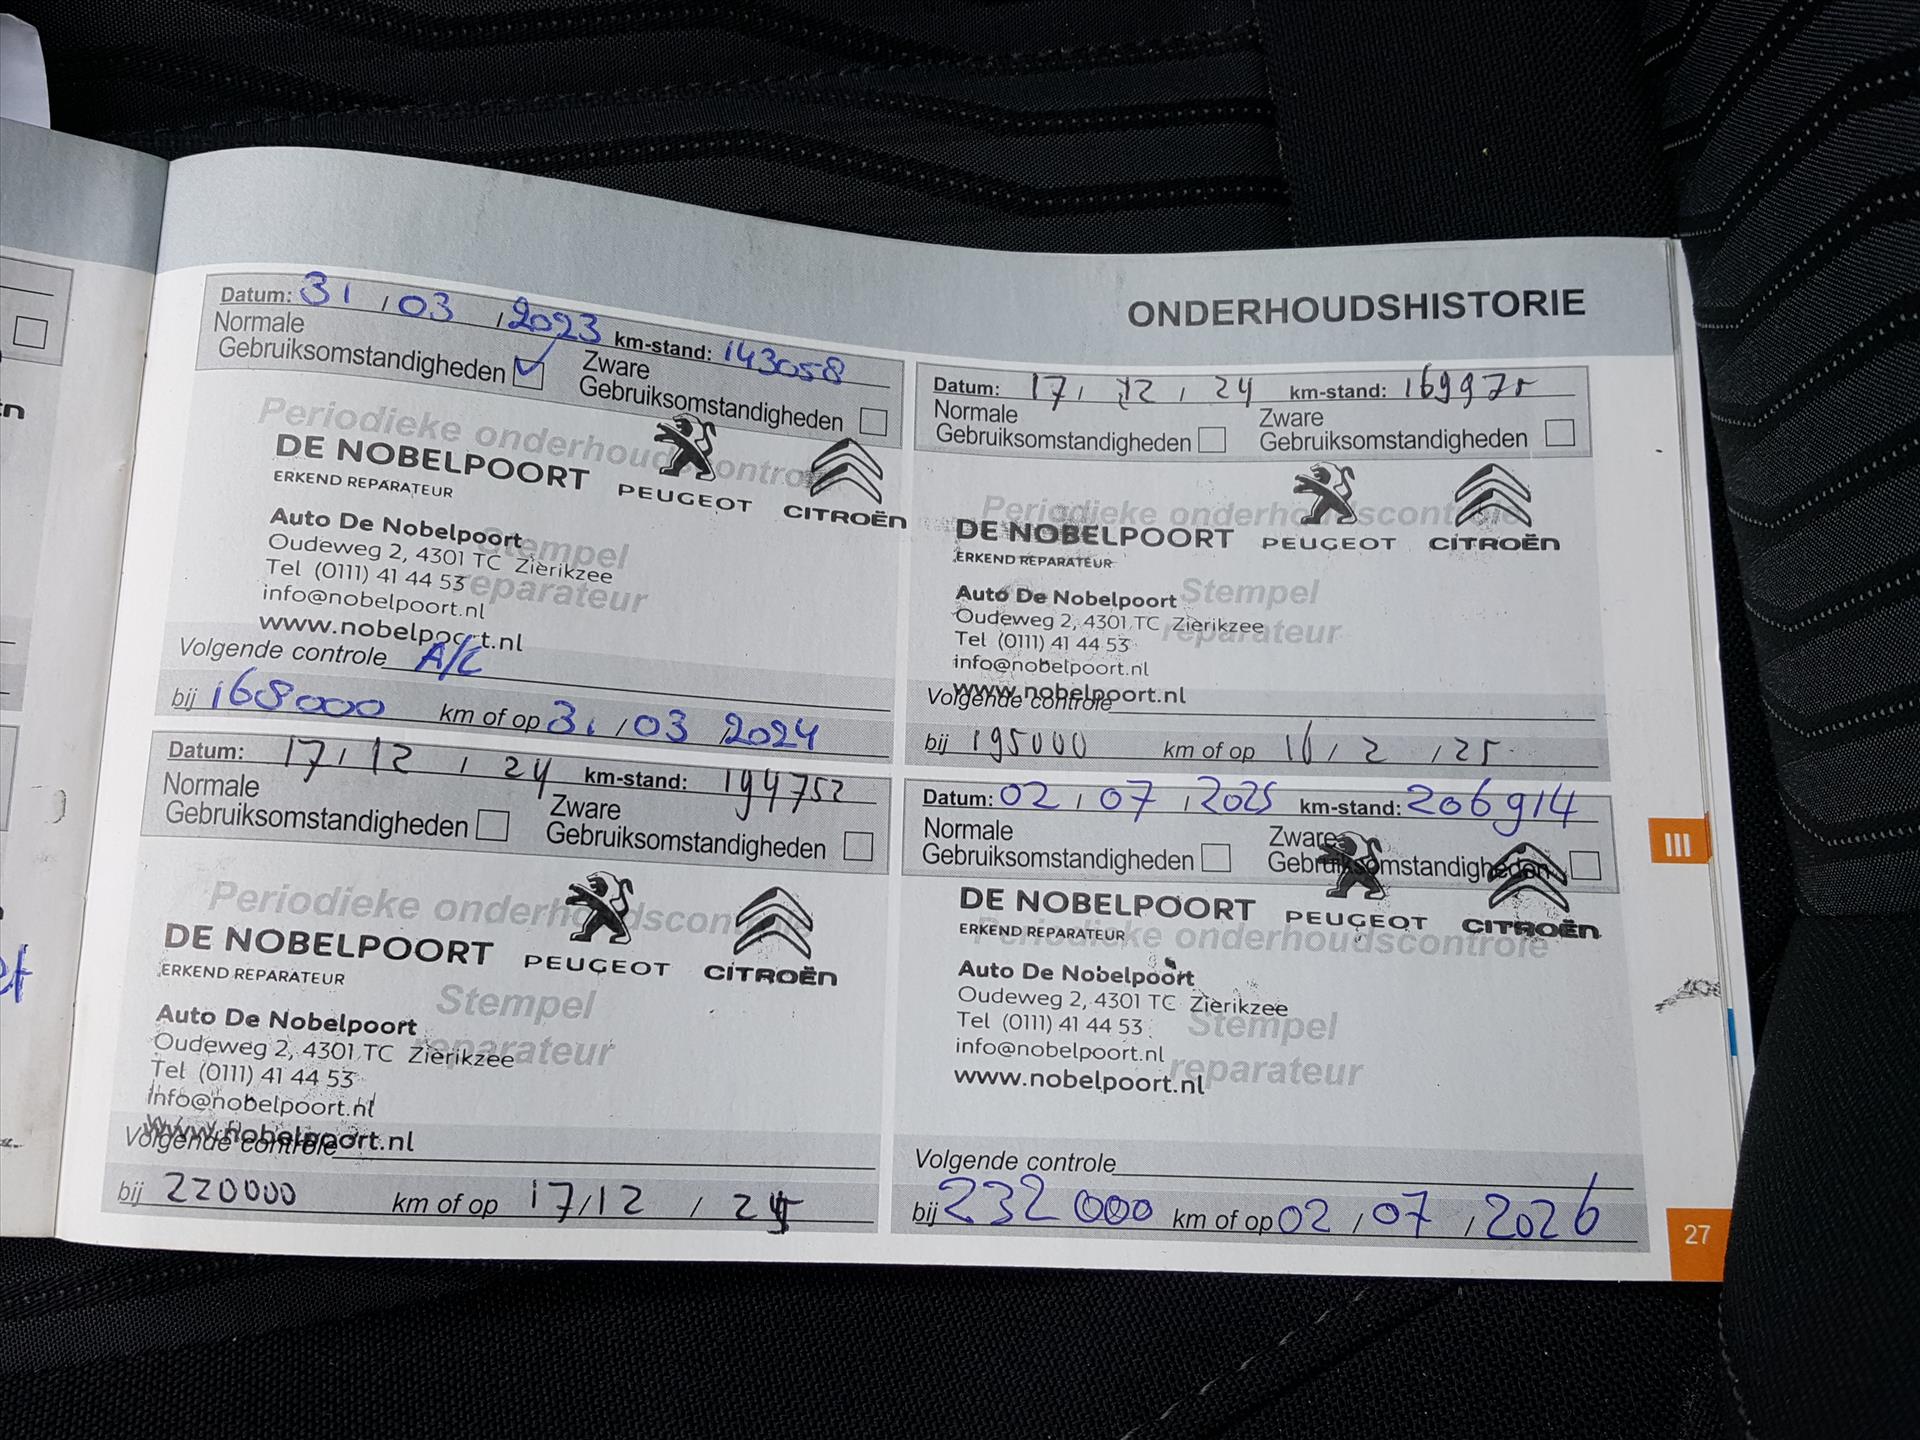 ONDERHOUDSHISTORIE
Datum: 31 / 03 / 2023 km-stand: 143058
Normale
Gebruiksomstandigheden
Zware
Gebruiksomstandigheden
Periodieke onderhoudscontrole
DE NOBELPOORT
ERKEND REPARATEUR
PEUGEOT
CITROËN
Auto De Nobelpoort
Stempel
Oudeweg 2, 4301 TC Zierikzee
Tel (0111) 41 44 53
reparateur
info@nobelpoort.nl
www.nobelpoort.nl
Volgende controle A/C
bij 168000 km of op 31 / 03 2024
Datum: 17 / 12 / 24 km-stand:
Normale
Gebruiksomstandigheden
Zware
Gebruiksomstandigheden
Periodieke onderhoudscontrole
DE NOBELPOORT
ERKEND REPARATEUR
PEUGEOT
CITROËN
Auto De Nobelpoort
Stempel
Oudeweg 2, 4301 TC Zierikzee
reparateur
Tel (0111) 41 44 53
info@nobelpoort.nl
www.nobelpoort.nl
Volgende controle
bij 195000 km of op / 25
Datum: 17 / 12 / 24 km-stand: 194752
Normale
Gebruiksomstandigheden
Zware
Gebruiksomstandigheden
Periodieke onderhoudscontrole
DE NOBELPOORT
ERKEND REPARATEUR
PEUGEOT
CITROËN
Stempel
Auto De Nobelpoort
Oudeweg 2, 4301 TC Zierikzee
reparateur
Tel (0111) 41 44 53
info@nobelpoort.nl
www.nobelpoort.nl
Volgende controle
bij 220000 km of op 17 / 12 / 25
Datum: 02 / 07 / 2025 km-stand: 206914
Normale
Gebruiksomstandigheden
Zware
Gebruiksomstandigheden
DE NOBELPOORT
ERKEND REPARATEUR
PEUGEOT
CITROËN
Periodieke onderhoudscontrole
Auto De Nobelpoort
Oudeweg 2, 4301 TC Zierikzee
Tel (0111) 41 44 53
Stempel
info@nobelpoort.nl
reparateur
www.nobelpoort.nl
Volgende controle
bij 232 000 km of op 02 / 07 / 2026
III
27